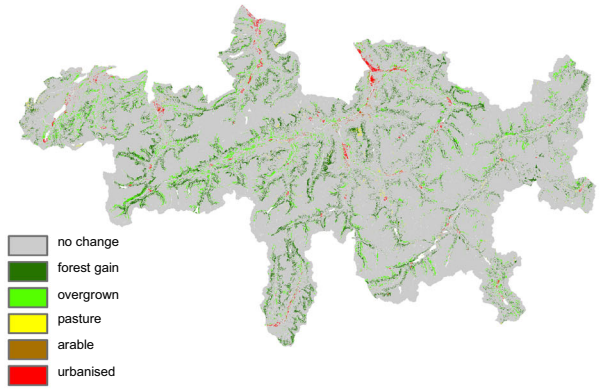 no change
forest gain
overgrown
pasture
arable
urbanised